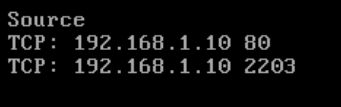 Source
TCP: 192.168.1.10 80
TCP: 192.168.1.10 2203